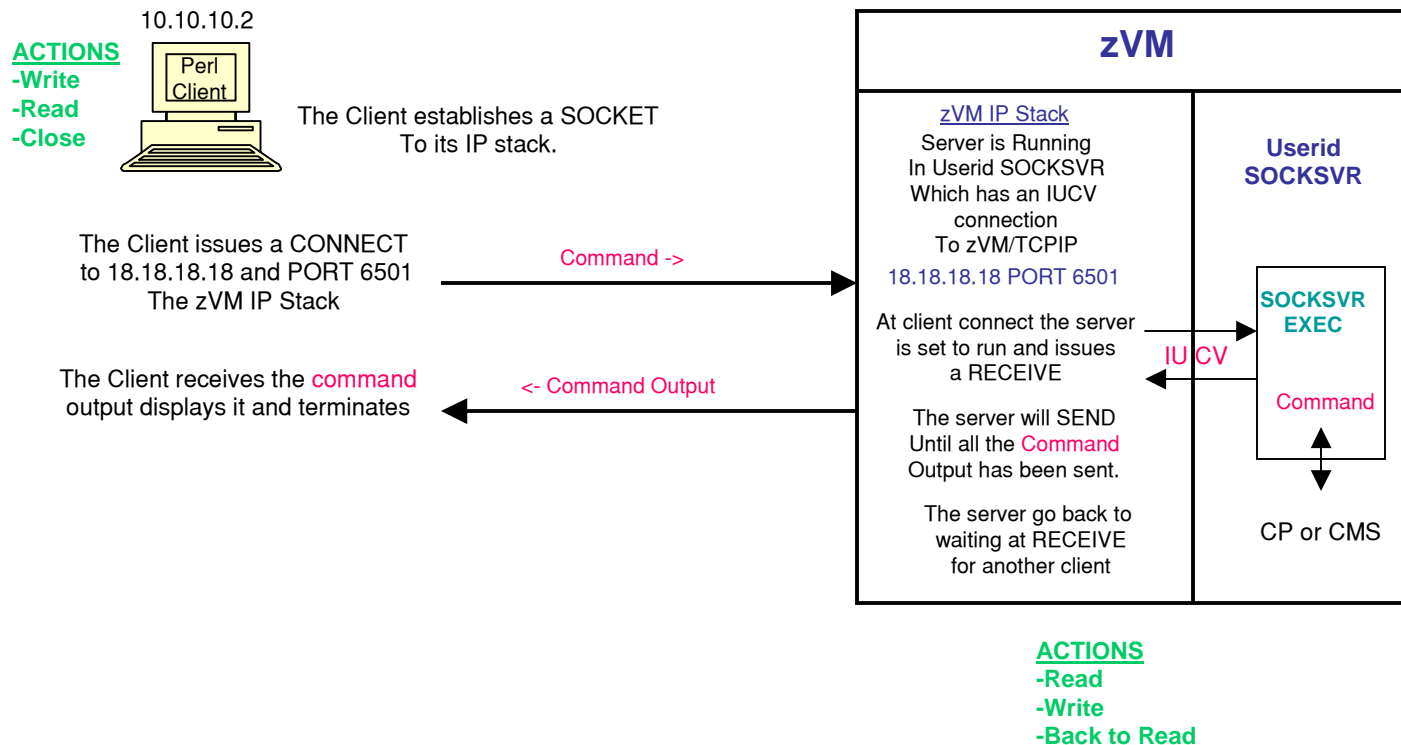 10.10.10.2
ACTIONS
-Write
-Read
-Close
Perl
Client
The Client establishes a SOCKET
To its IP stack.
The Client issues a CONNECT
to 18.18.18.18 and PORT 6501
The zVM IP Stack
Command ->
The Client receives the command
output displays it and terminates
<- Command Output
zVM
zVM IP Stack
Server is Running
In Userid SOCKSVR
Which has an IUCV
connection
To zVM/TCPIP
18.18.18.18 PORT 6501
At client connect the server
is set to run and issues
a RECEIVE
The server will SEND
Until all the Command
Output has been sent.
The server go back to
waiting at RECEIVE
for another client
IUCV
Userid
SOCKSVR
SOCKSVR
EXEC
Command
CP or CMS
ACTIONS
-Read
-Write
-Back to Read